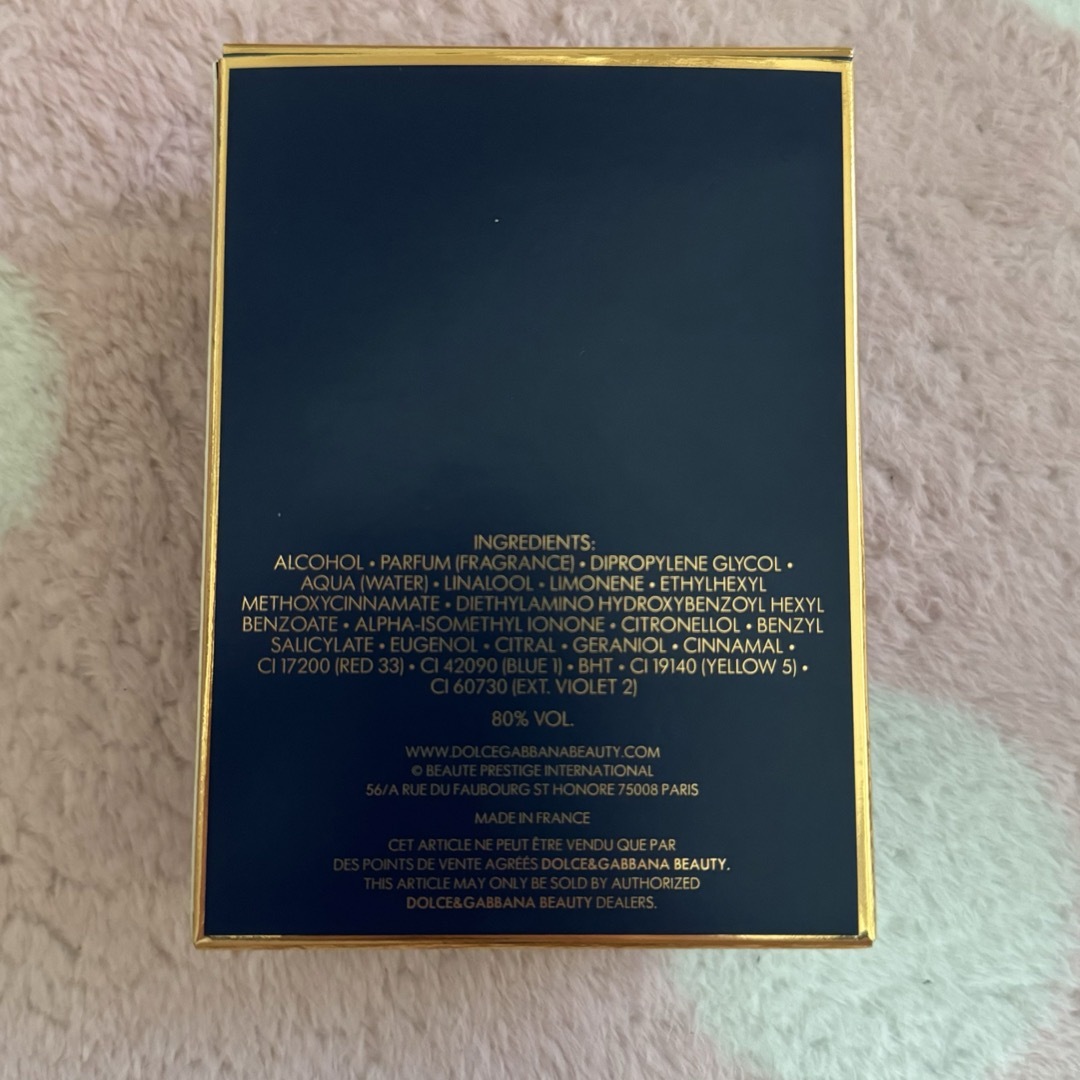 INGREDIENTS:
ALCOHOL • PARFUM (FRAGRANCE) • DIPROPYLENE GLYCOL •
AQUA (WATER) • LINALOOL • LIMONENE • ETHYLHEXYL
METHOXYCINNAMATE • DIETHYLAMINO HYDROXYBENZOYL HEXYL
BENZOATE • ALPHA-ISOMETHYL IONONE • CITRONELLOL • BENZYL
SALICYLATE • EUGENOL • CITRAL • GERANIOL • CINNAMAL •
CI 17200 (RED 33) • CI 42090 (BLUE 1) • BHT • CI 19140 (YELLOW 5) •
CI 60730 (EXT. VIOLET 2)
80% VOL.
WWW.DOLCEGABBANABEAUTY.COM
© BEAUTE PRESTIGE INTERNATIONAL
56/A RUE DU FAUBOURG ST HONORE 75008 PARIS
MADE IN FRANCE
CET ARTICLE NE PEUT ÊTRE VENDU QUE PAR
DES POINTS DE VENTE AGRÉÉS DOLCE&GABBANA BEAUTY.
THIS ARTICLE MAY ONLY BE SOLD BY AUTHORIZED
DOLCE&GABBANA BEAUTY DEALERS.